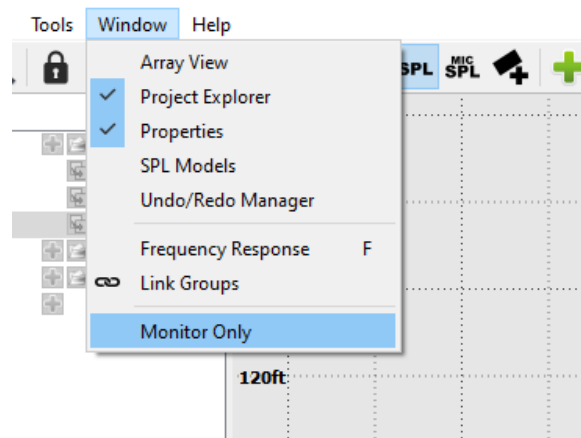 Tools Window Help
Array View
SPL MIC SPL
Project Explorer
Properties
SPL Models
Undo/Redo Manager
Frequency Response F
Link Groups
Monitor Only
120ft